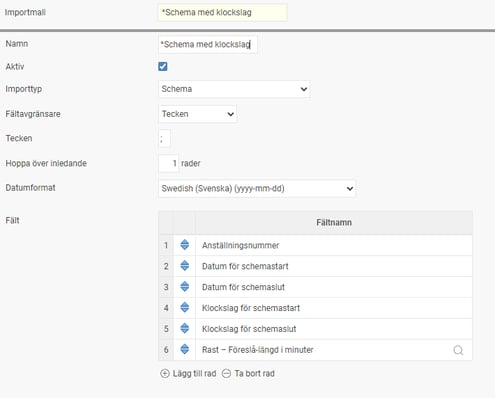 Importmall *Schema med klockslag
Namn *Schema med klockslag
Aktiv
Importtyp Schema
Fältavgränsare Tecken
Tecken ;
Hoppa över inledande 1 rader
Datumformat Swedish (Svenska) (yyyy-mm-dd)
Fält
Fältnamn
1 Anställningsnummer
2 Datum för schemastart
3 Datum för schemaslut
4 Klockslag för schemastart
5 Klockslag för schemaslut
6 Rast – Föreslå-längd i minuter
Lägg till rad Ta bort rad